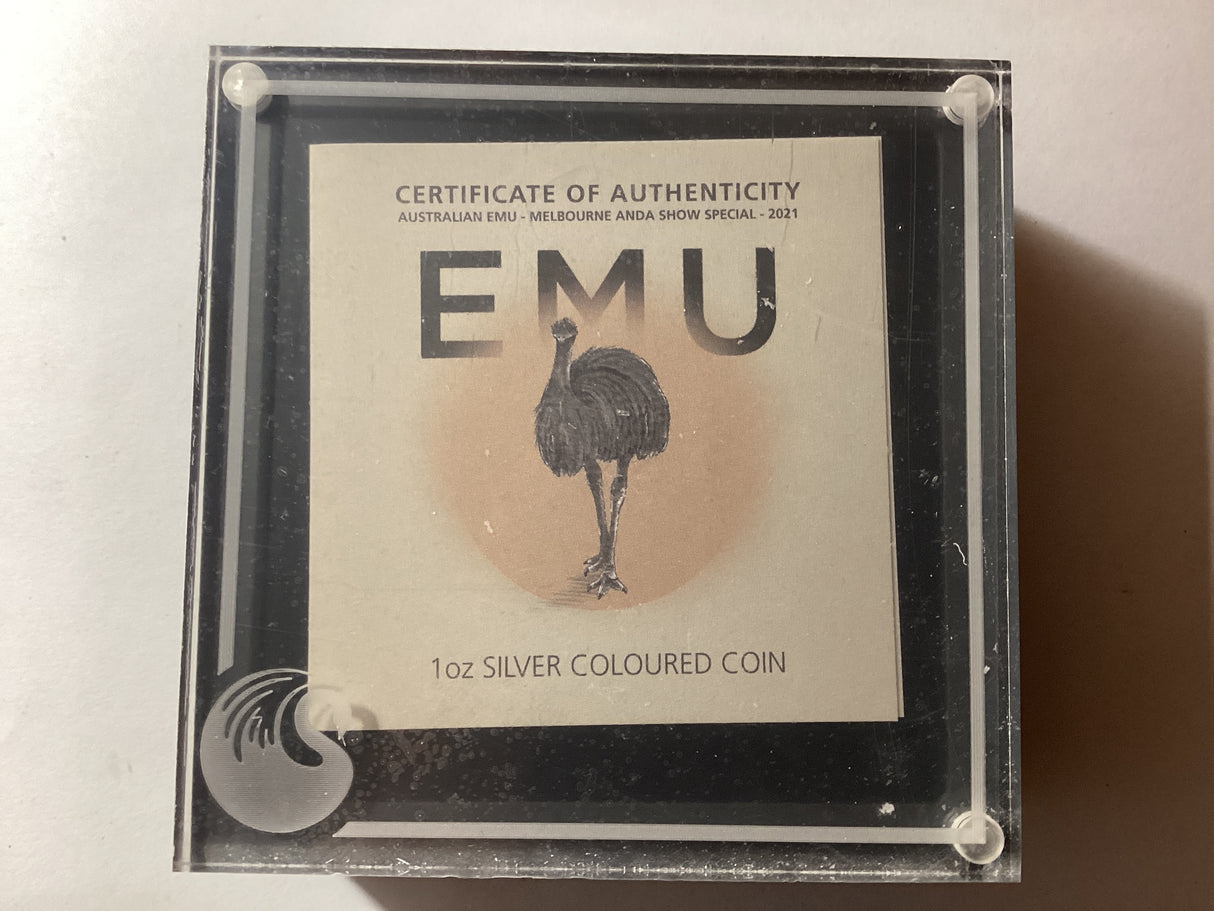 CERTIFICATE OF AUTHENTICITY
AUSTRALIAN EMU - MELBOURNE ANDA SHOW SPECIAL - 2021
EMU
1oz SILVER COLOURED COIN